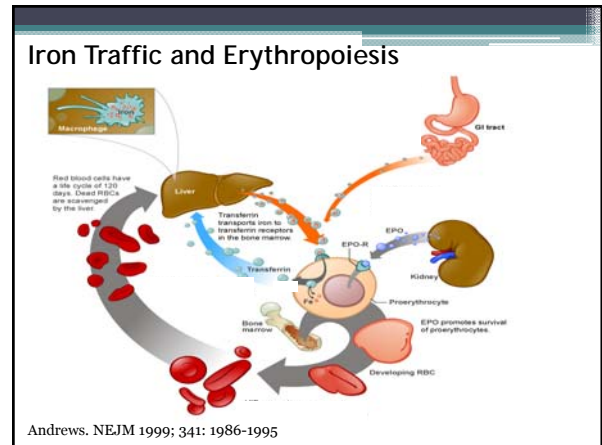 Iron Traffic and Erythropoiesis
Iron
Macrophage
GI tract
Red blood cells have
a life cycle of 120
days. Dead RBCs
are scavenged
by the liver.
Liver
Transferrin
transports iron to
transferrin receptors
in the bone marrow.
EPO
EPO-R
Transferrin
Kidney
Fe
Proerythrocyte
Bone
marrow
EPO promotes survival
of proerythrocytes.
Developing RBC
Andrews. NEJM 1999; 341: 1986-1995